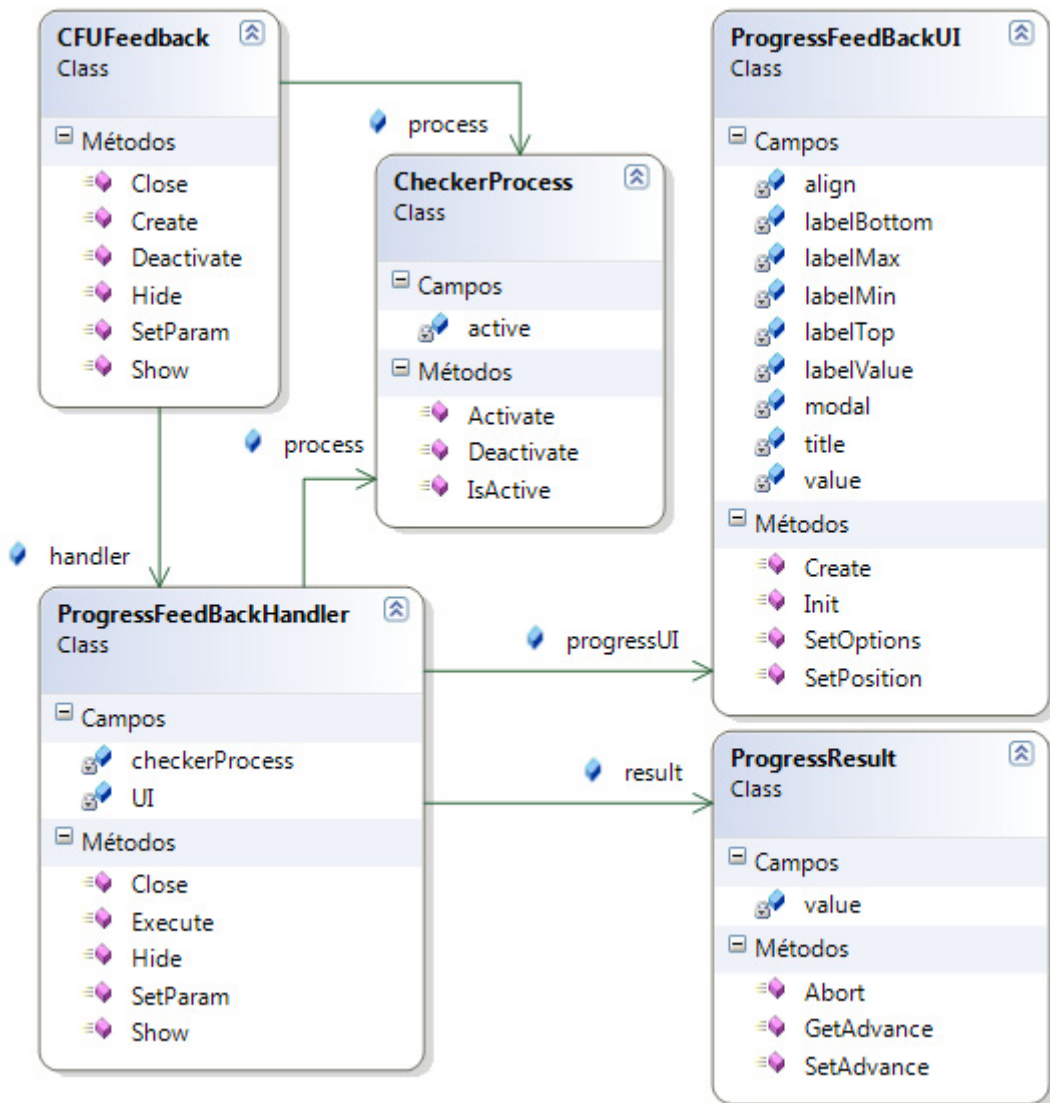 CFUFeedback
Class
Métodos
Close
Create
Deactivate
Hide
SetParam
Show
process
CheckerProcess
Class
Campos
active
Métodos
Activate
Deactivate
IsActive
process
handler
ProgressFeedBackHandler
Class
Campos
checkerProcess
UI
Métodos
Close
Execute
Hide
SetParam
Show
progressUI
result
ProgressFeedBackUI
Class
Campos
align
labelBottom
labelMax
labelMin
labelTop
labelValue
modal
title
value
Métodos
Create
Init
SetOptions
SetPosition
ProgressResult
Class
Campos
value
Métodos
Abort
GetAdvance
SetAdvance